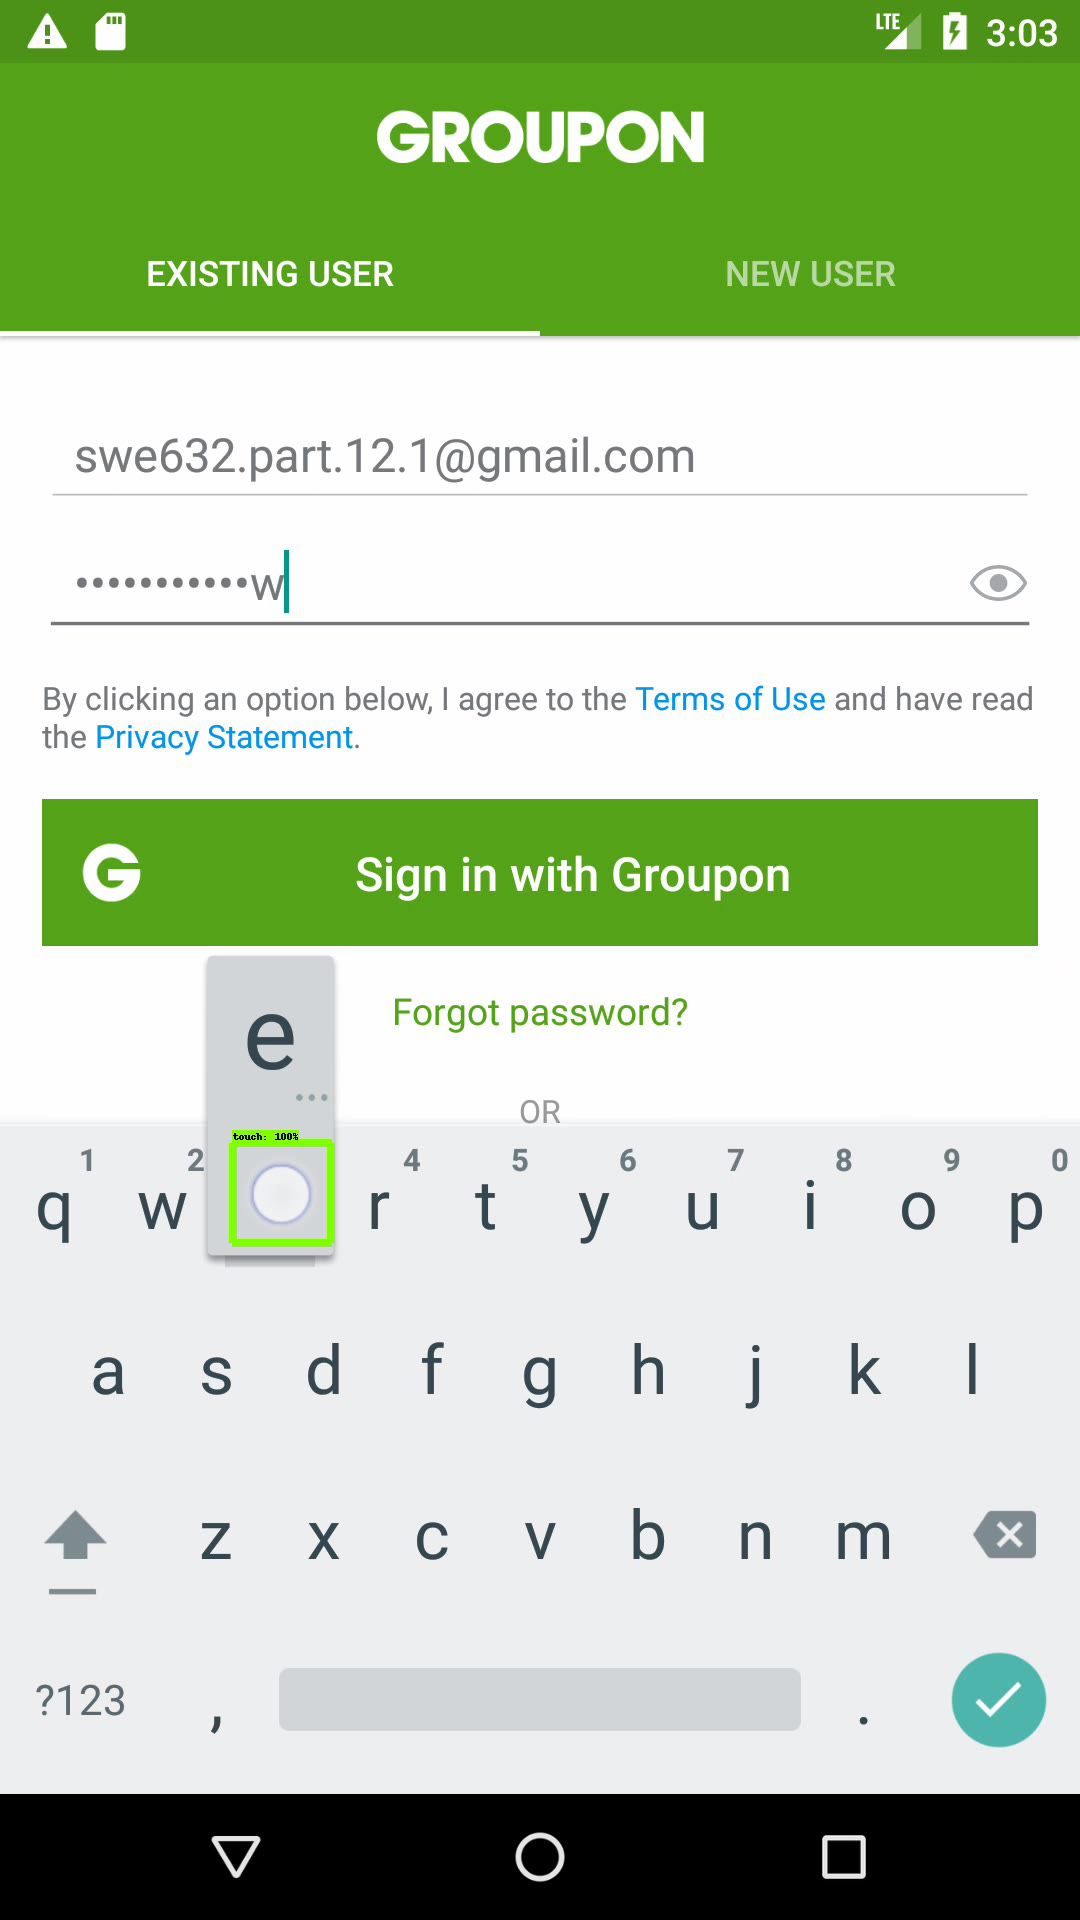 LTE 3:03
GROUPON
EXISTING USER NEW USER
swe632.part.12.1@gmail.com
•••••••••••w
By clicking an option below, I agree to the Terms of Use and have read
the Privacy Statement.
G Sign in with Groupon
e
Forgot password?
...
OR
touch: 100%
1 2 4 5 6 7 8 9 0
q w r t y u i o p
a s d f g h j k l
z x c v b n m
?123 , .